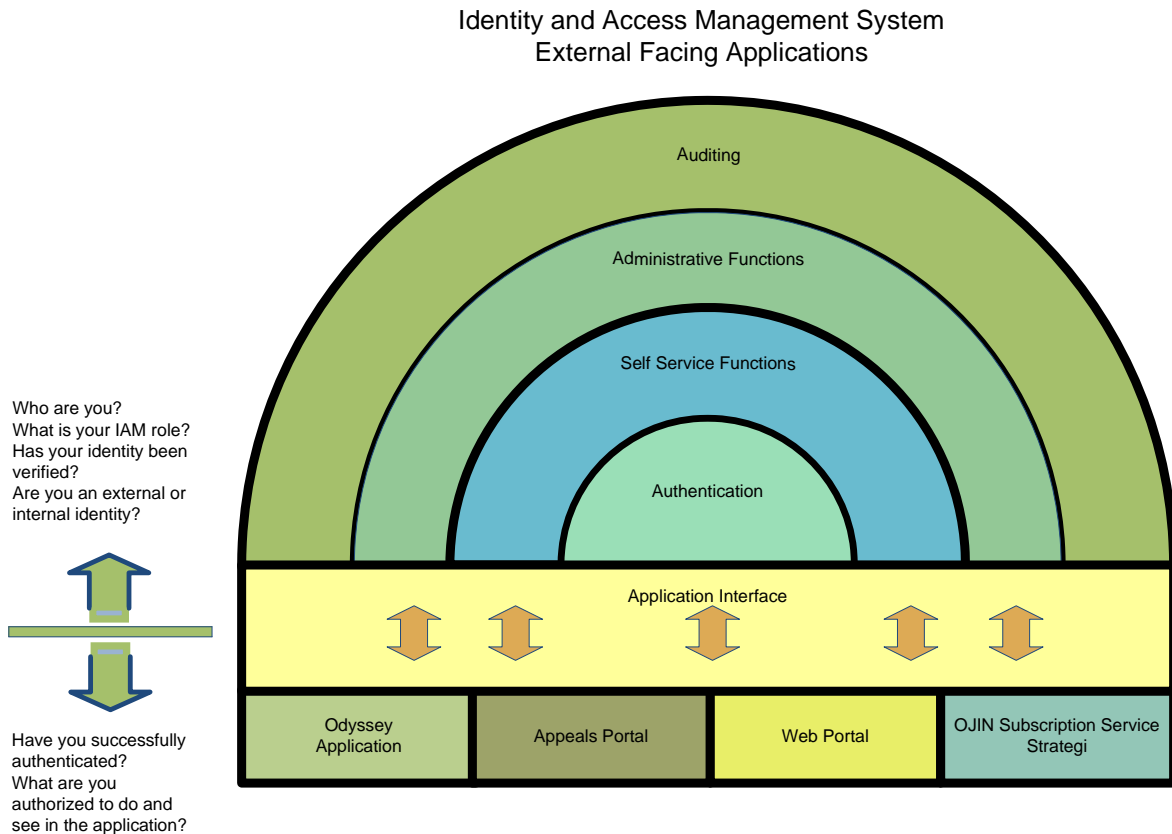 Identity and Access Management System
External Facing Applications
Auditing
Administrative Functions
Self Service Functions
Authentication
Who are you?
What is your IAM role?
Has your identity been
verified?
Are you an external or
internal identity?
Application Interface
Have you successfully
authenticated?
What are you
authorized to do and
see in the application?
Odyssey
Application
Appeals Portal
Web Portal
OJIN Subscription Service
Strategi